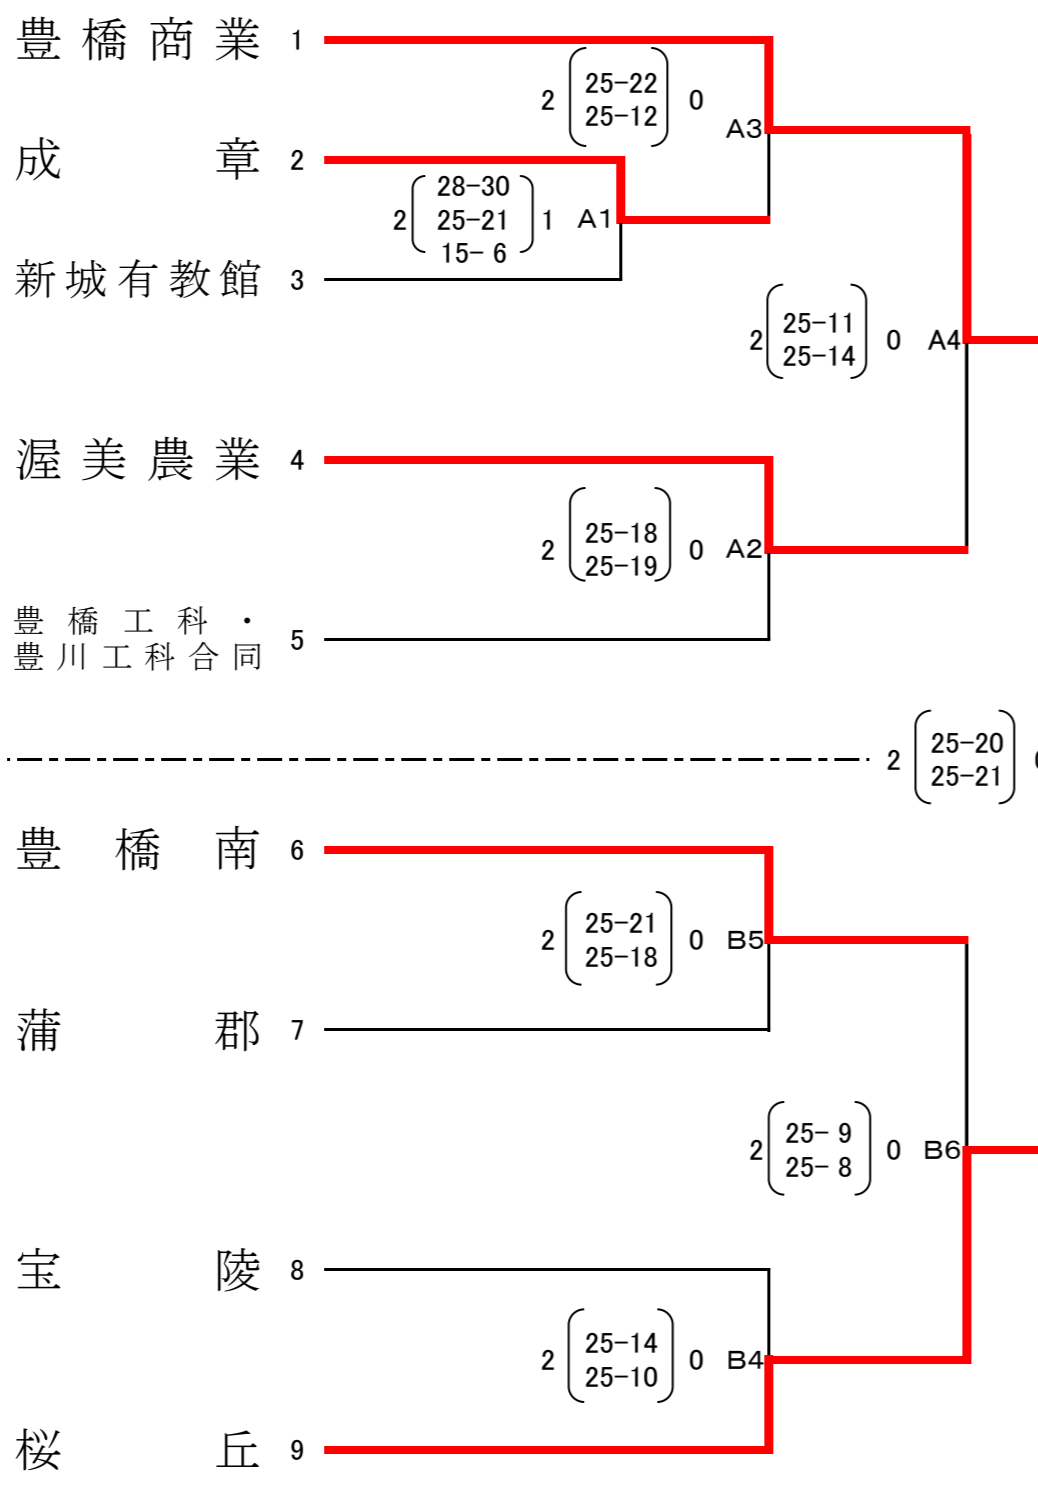 豊橋商業 1
2 25-22 0
25-12
A3
成章 2
28-30
2 25-21 1 A1
15- 6
新城有教館 3
25-11
2 0 A4
25-14
渥美農業 4
25-18
2 0 A2
25-19
豊橋工科・
豊川工科合同
5
25-20
2
25-21
豊橋南 6
25-21
2 0 B5
25-18
蒲郡 7
25- 9
2 0 B6
25- 8
宝陵 8
25-14
2 0 B4
25-10
桜丘 9